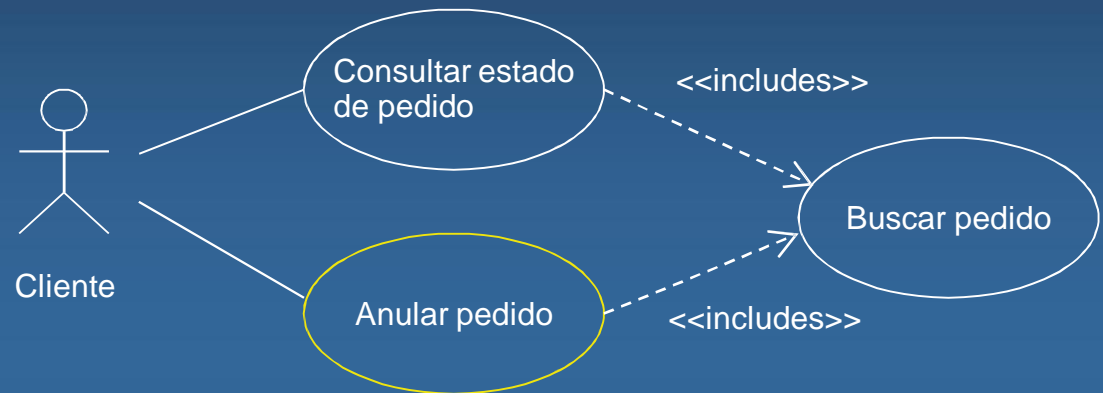 Consultar estado
de pedido
<<includes>>
Buscar pedido
Cliente
Anular pedido
<<includes>>